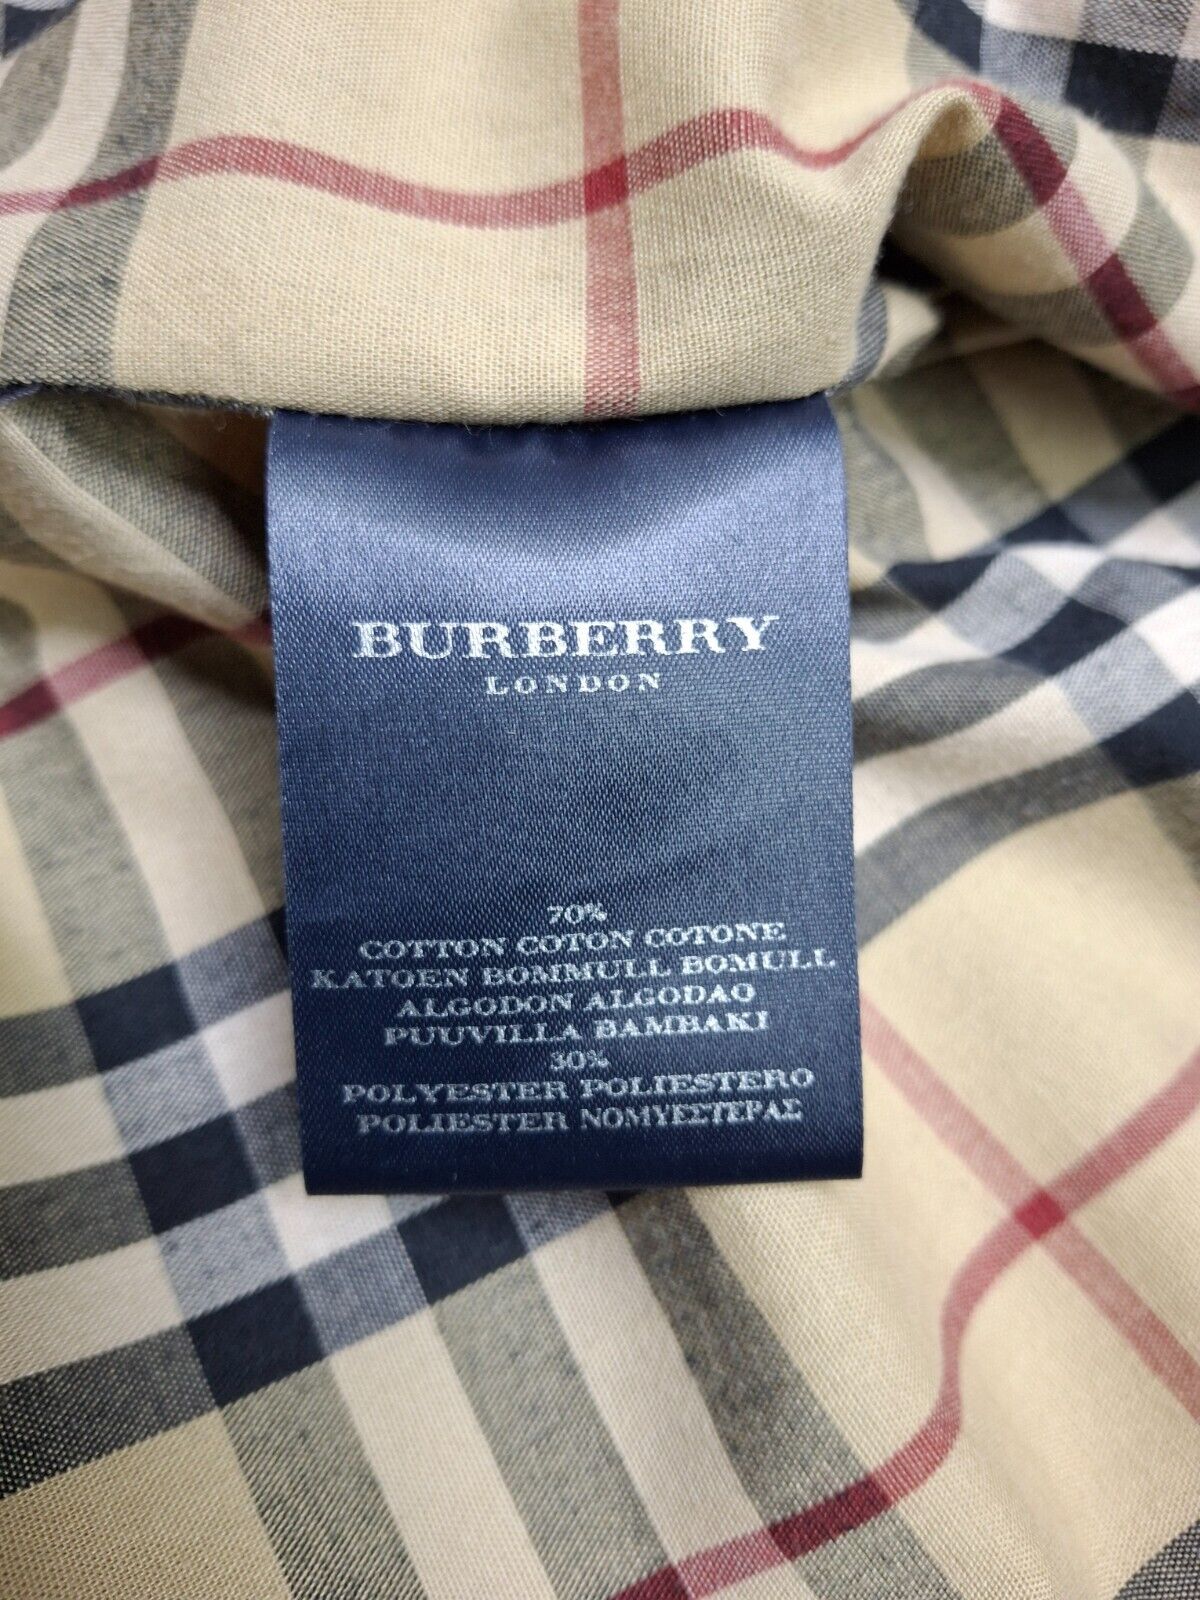 BURBERRY
LONDON
70%
COTTON COTON COTONE
KATOEN BOMMULL BOMULL
ALGODON ALGODAO
PUUVILLA BAMBAKI
30%
POLYESTER POLIESTERO
POLIESTER ΝΟΜΥΕΣΤΕΡΑΣ